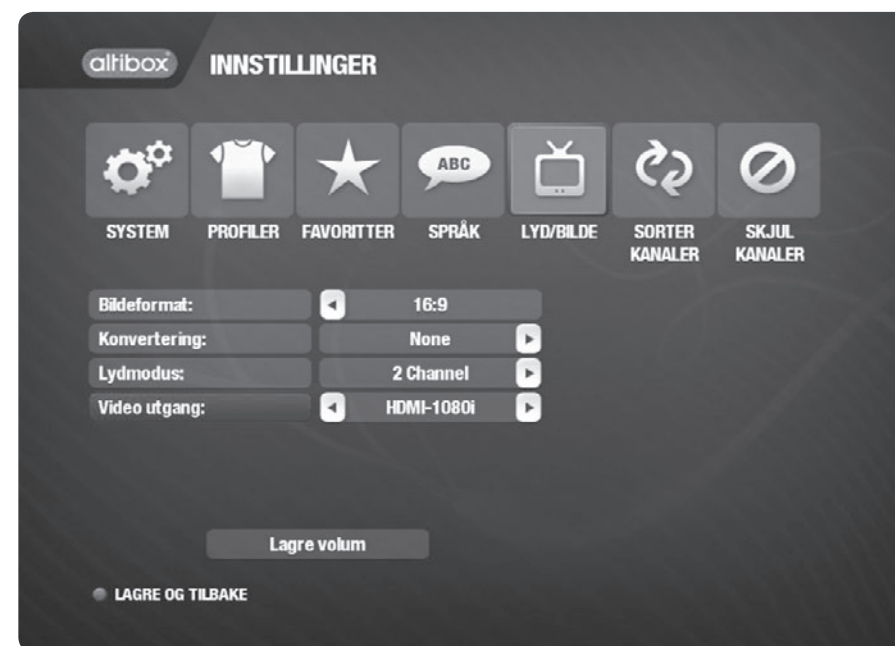 altibox
INNSTILLINGER
ABC
SYSTEM
PROFILER
FAVORITTER
SPRÅK
LYD/BILDE
SORTER
KANALER
SKJUL
KANALER
Bildeformat: 16:9
Konvertering: None
Lydmodus: 2 Channel
Video utgang: HDMI-1080i
Lagre volum
LAGRE OG TILBAKE